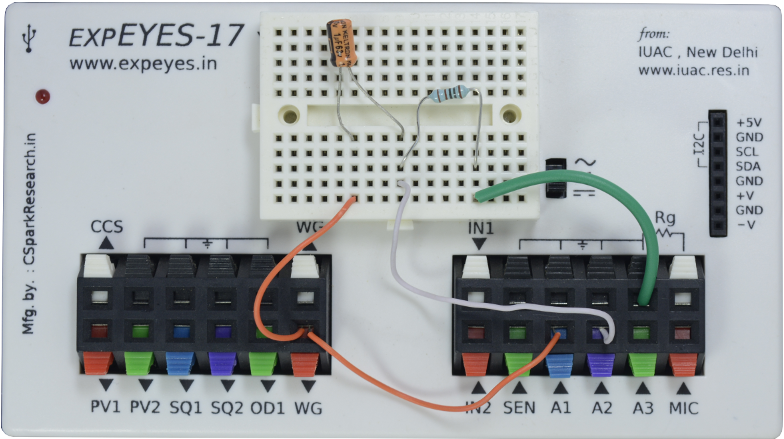 EXPEYES-17
www.expeyes.in
from:
IUAC , New Delhi
www.iuac.res.in
Mfg. by. : CSparkResearch.in
I2C
+5V
GND
SCL
SDA
GND
+V
GND
−V
CCS
WG
IN1
Rg
PV1 PV2 SQ1 SQ2 OD1 WG
IN2 SEN A1 A2 A3 MIC